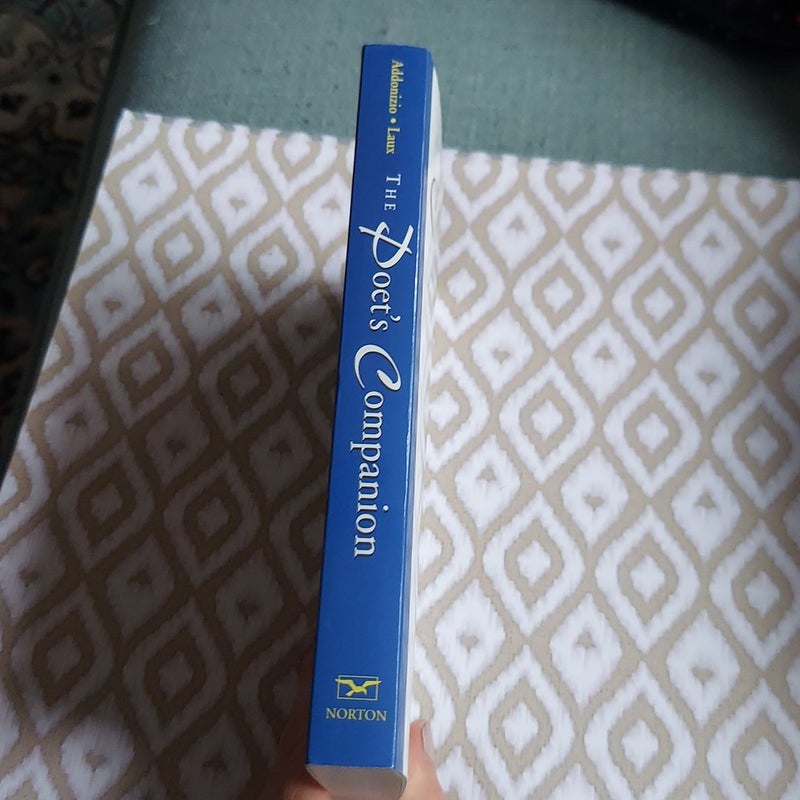 Addonizio • Laux
THE Poet's Companion
NORTON